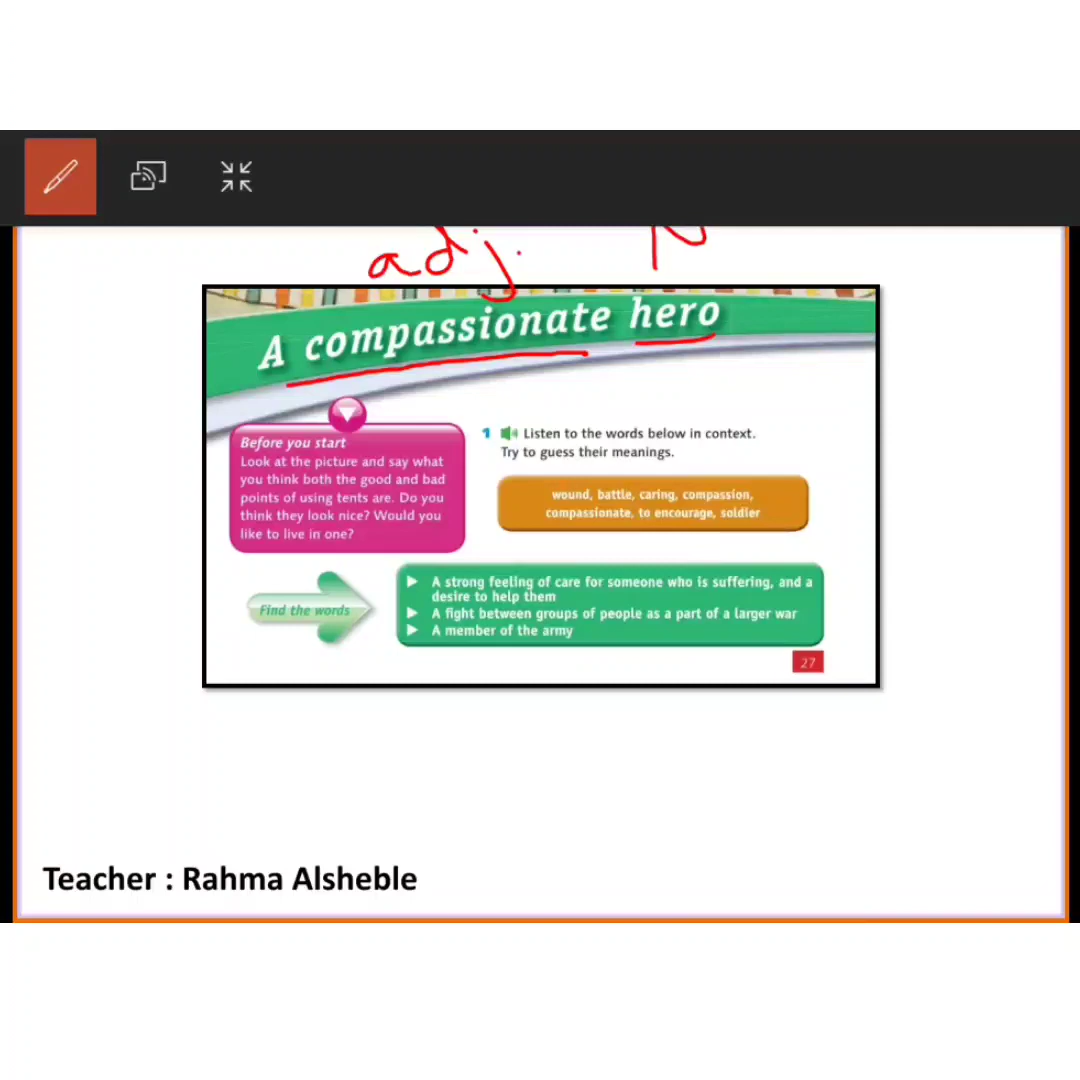 adj. N
A compassionate hero
Before you start
Look at the picture and say what
you think both the good and bad
points of using tents are. Do you
think they look nice? Would you
like to live in one?
1 Listen to the words below in context.
Try to guess their meanings.
wound, battle, caring, compassion,
compassionate, to encourage, soldier
Find the words
A strong feeling of care for someone who is suffering, and a
desire to help them
A fight between groups of people as a part of a larger war
A member of the army
27
Teacher : Rahma Alsheble